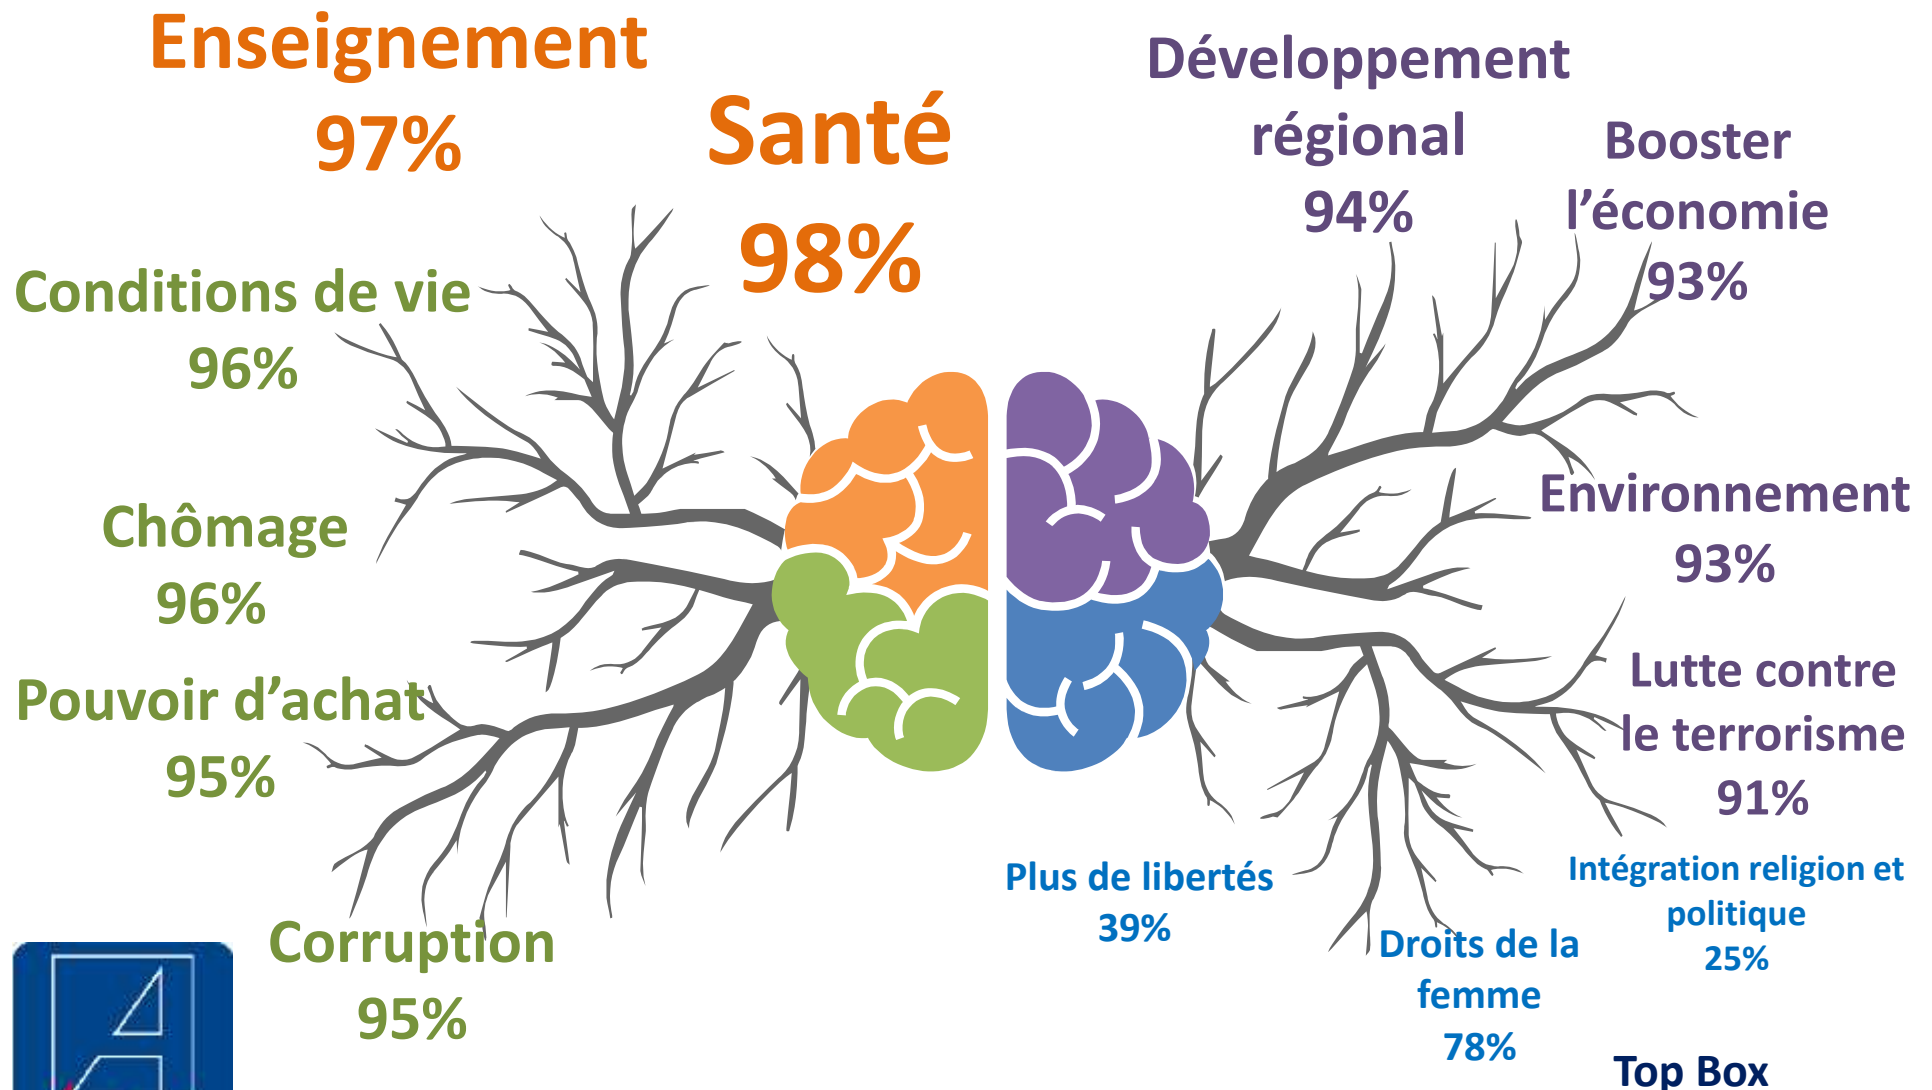 Enseignement
97%
Santé
98%
Conditions de vie
96%
Chômage
96%
Pouvoir d’achat
95%
Corruption
95%
Développement
régional
94%
Booster
l’économie
93%
Environnement
93%
Lutte contre
le terrorisme
91%
Plus de libertés
39%
Droits de la
femme
78%
Intégration religion et
politique
25%
Top Box